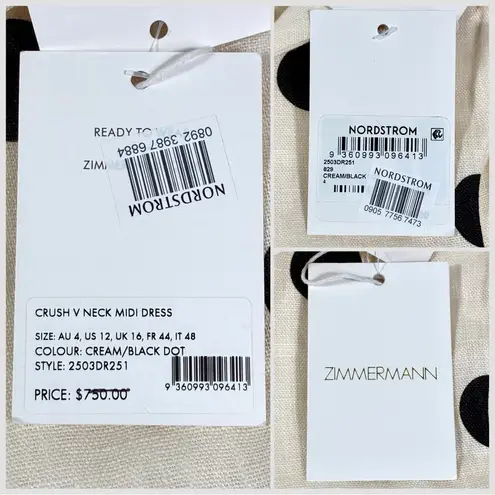 READY TO
ZIMM
0892 3987 6884
NORDSTROM
CRUSH V NECK MIDI DRESS
SIZE: AU 4, US 12, UK 16, FR 44, IT 48
COLOUR: CREAM/BLACK DOT
STYLE: 2503DR251
9 360993 096413
PRICE: $750.00
NORDSTROM
9 360993 096413
2503DR251
829
CREAM/BLACK
4
NORDSTROM
0905 7756 7473
ZIMMERMANN